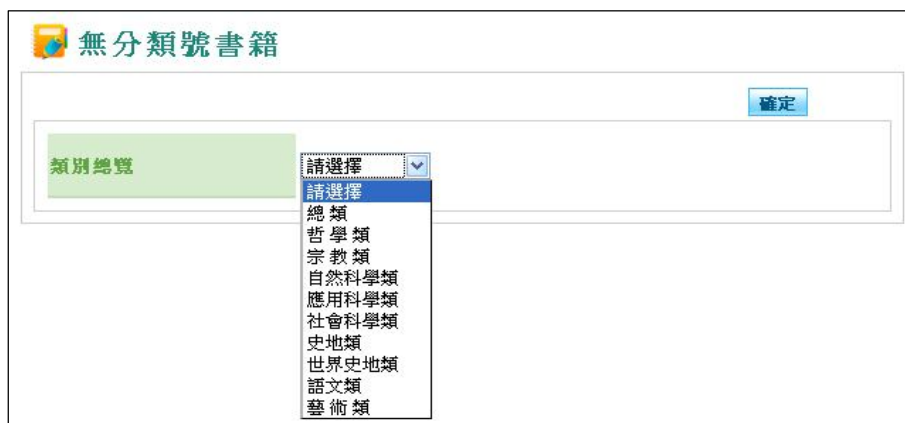 無分類號書籍
確定
類別總覽
請選擇
請選擇
總 類
哲 學 類
宗 教 類
自然科學類
應用科學類
社會科學類
史地類
世界史地類
語文類
藝 術 類